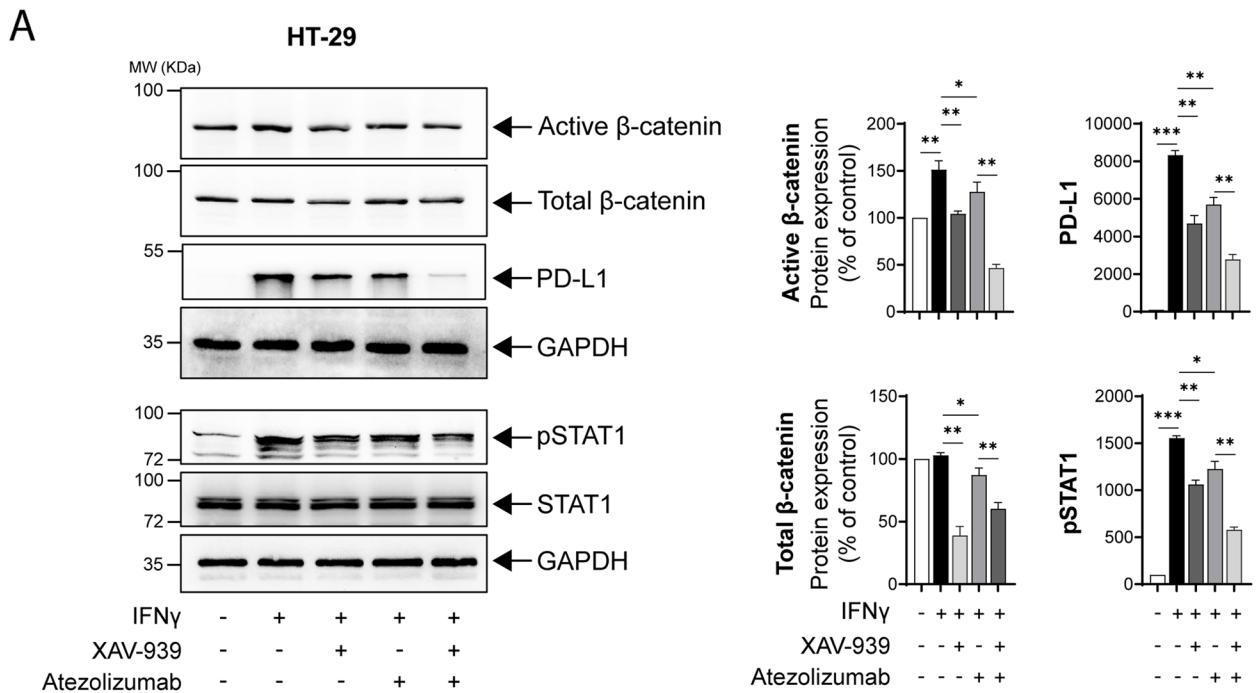 A
HT-29
MW (KDa)
100
Active β-catenin
100
Total β-catenin
55
PD-L1
35
GAPDH
100
pSTAT1
72
100
STAT1
72
35
GAPDH
IFNγ - + + + +
XAV-939 - - + - +
Atezolizumab - - - + +
Active β-catenin
Protein expression
(% of control)
200
150
100
50
0
** ** * **
PD-L1
10000
8000
6000
4000
2000
0
*** ** ** **
Total β-catenin
Protein expression
(% of control)
150
100
50
0
** * **
pSTAT1
2000
1500
1000
500
0
*** ** * **
IFNγ - + + + + - + + + +
XAV-939 - - + - + - - + - +
Atezolizumab - - - + + - - - + +